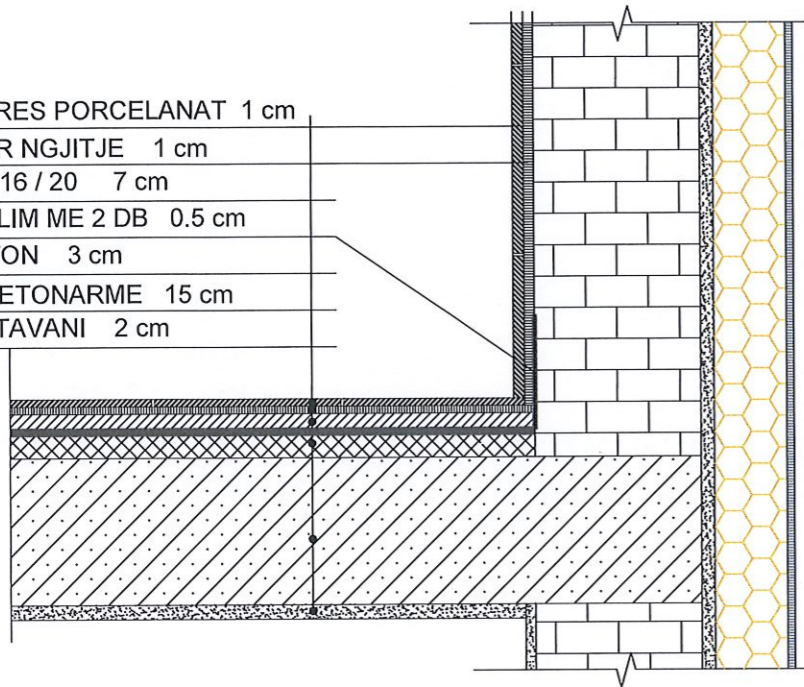 RES PORCELANAT 1 cm
R NGJITJE 1 cm
16 / 20 7 cm
LIM ME 2 DB 0.5 cm
TON 3 cm
ETONARME 15 cm
TAVANI 2 cm